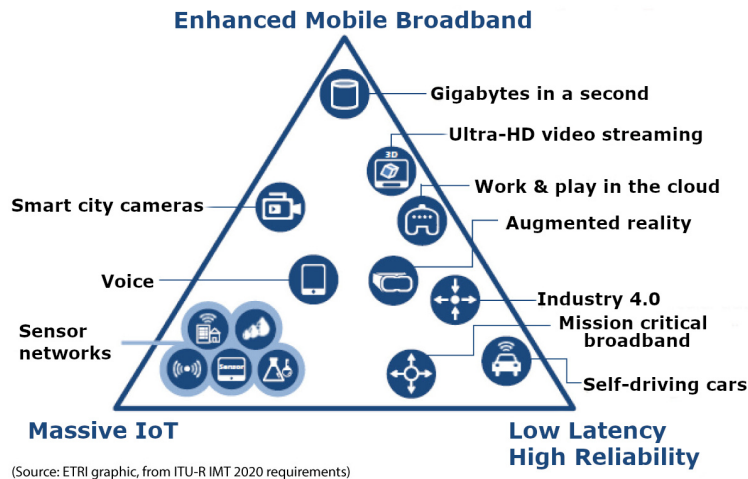 Enhanced Mobile Broadband
Gigabytes in a second
3D
Ultra-HD video streaming
Work & play in the cloud
Smart city cameras
Augmented reality
Voice
Industry 4.0
Sensor
networks
Mission critical
broadband
Sensor
Self-driving cars
Massive IoT
Low Latency
High Reliability
(Source: ETRI graphic, from ITU-R IMT 2020 requirements)